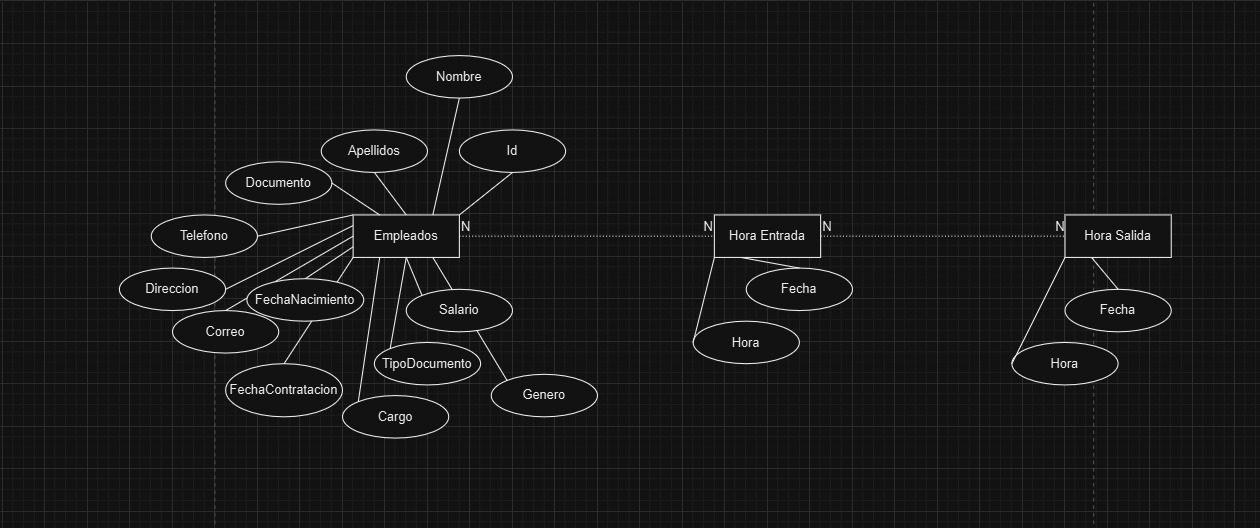 Nombre
Apellidos
Id
Documento
Telefono
Empleados
N
N
Hora Entrada
N
N
Hora Salida
Direccion
FechaNacimiento
Salario
Fecha
Fecha
Correo
Hora
TipoDocumento
Hora
FechaContratacion
Genero
Cargo